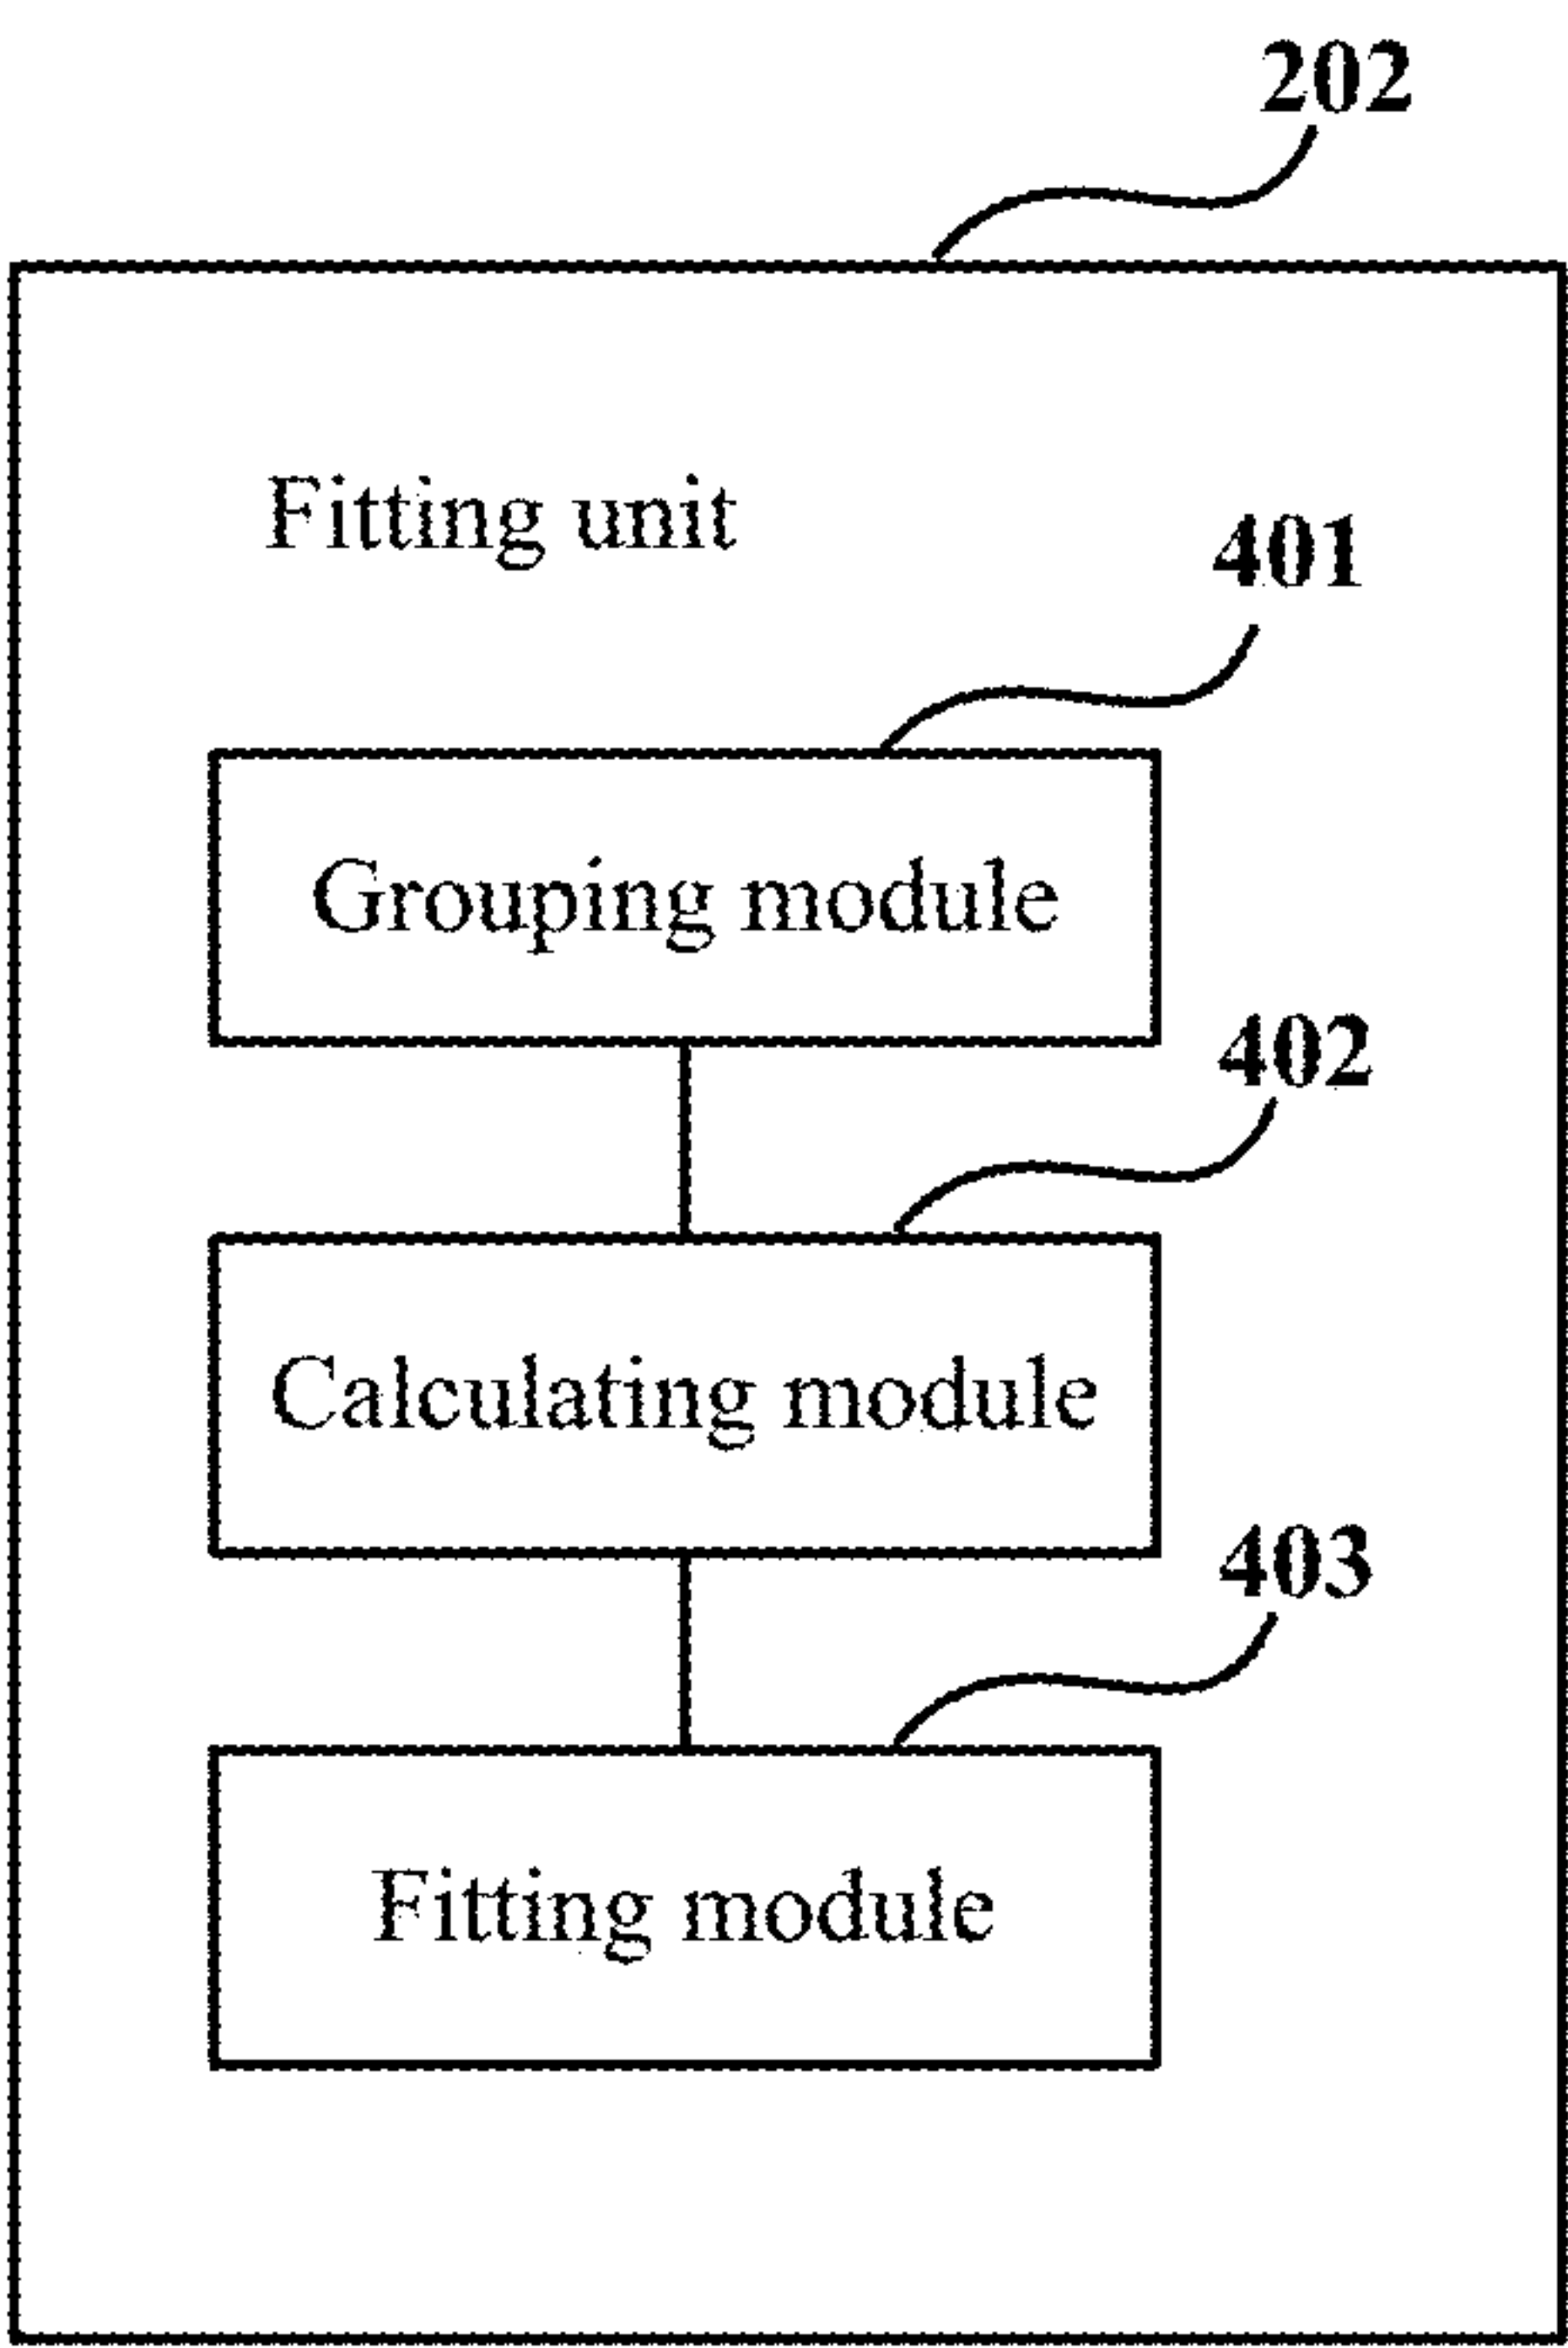 202
Fitting unit
401
Grouping module
402
Calculating module
403
Fitting module